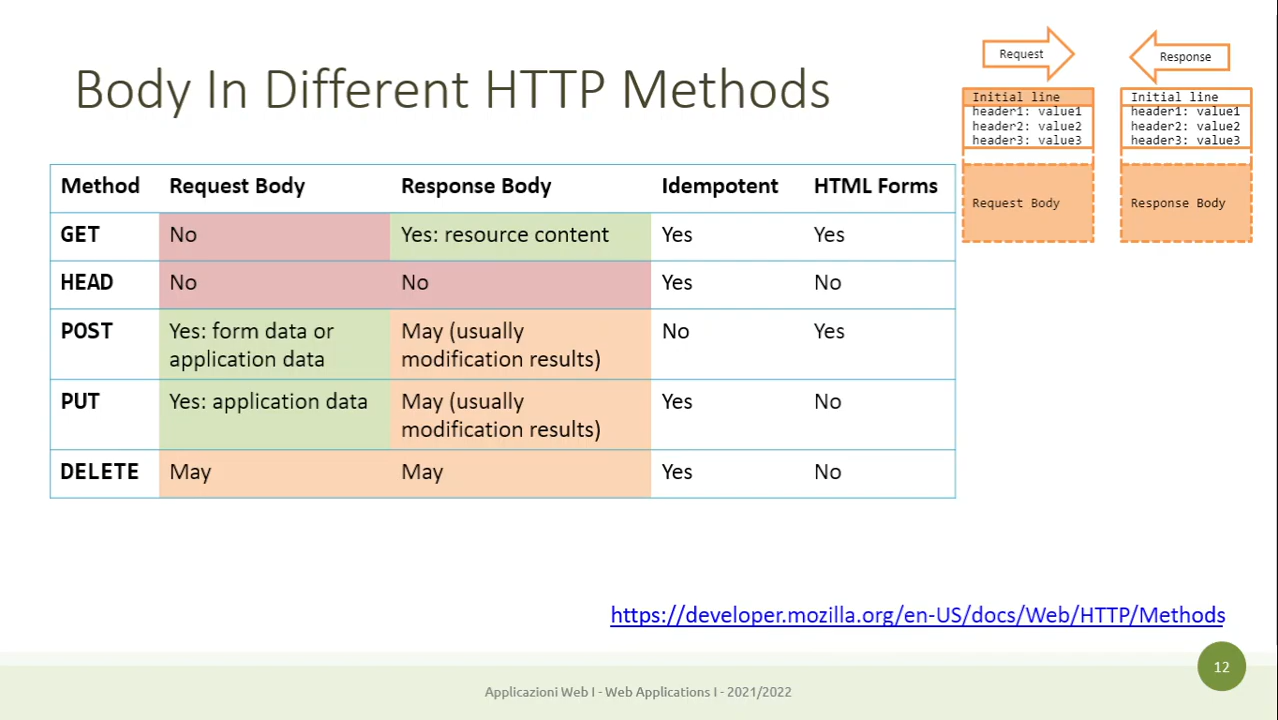 Body In Different HTTP Methods
Request
Response
Initial line
header1: value1
header2: value2
header3: value3
Request Body
Initial line
header1: value1
header2: value2
header3: value3
Response Body
Method Request Body Response Body Idempotent HTML Forms
GET No Yes: resource content Yes Yes
HEAD No No Yes No
POST Yes: form data or application data May (usually modification results) No Yes
PUT Yes: application data May (usually modification results) Yes No
DELETE May May Yes No
https://developer.mozilla.org/en-US/docs/Web/HTTP/Methods
12
Applicazioni Web I - Web Applications I - 2021/2022